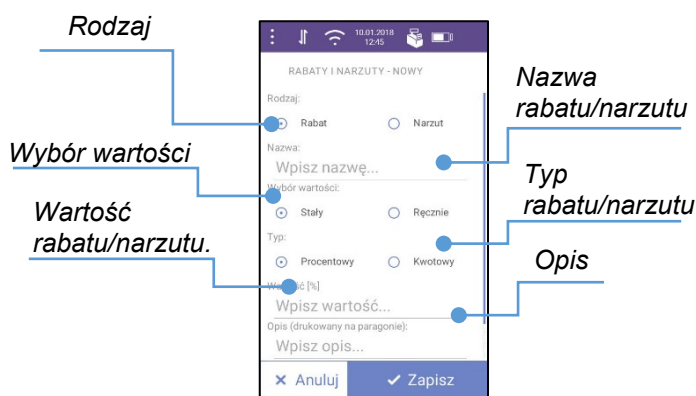 Rodzaj
Wybór wartości
Wartość
rabatu/narzutu.
10.01.2018
12:45
RABATY I NARZUTY - NOWY
Rodzaj:
Rabat
Narzut
Nazwa:
Wpisz nazwę...
Wybór wartości:
Stały
Ręcznie
Typ:
Procentowy
Kwotowy
Wartość [%]
Wpisz wartość...
Opis (drukowany na paragonie):
Wpisz opis...
Anuluj
Zapisz
Nazwa
rabatu/narzutu
Typ
rabatu/narzutu
Opis